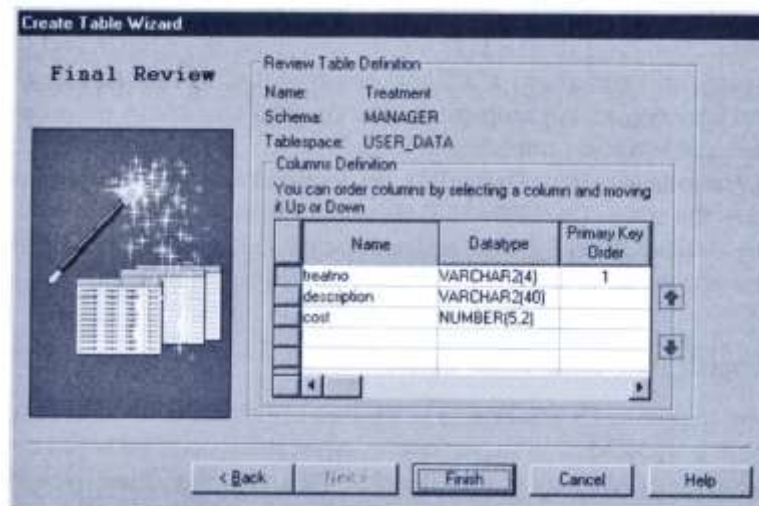 Create Table Wizard
Final Review
Review Table Definition
Name: Treatment
Schema: MANAGER
Tablespace: USER_DATA
Columns Definition
You can order columns by selecting a column and moving
it Up or Down
Name Datatype Primary Key Order
treatno VARCHAR2(4) 1
description VARCHAR2(40)
cost NUMBER(5,2)
< Back Next > Finish Cancel Help